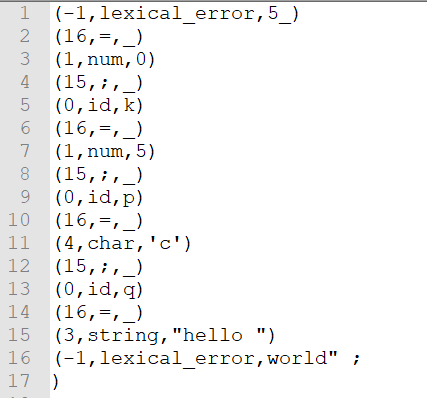 1 (-1,lexical_error,5_)
2 (16,=,_)
3 (1,num,0)
4 (15,;,_)
5 (0,id,k)
6 (16,=,_)
7 (1,num,5)
8 (15,;,_)
9 (0,id,p)
10 (16,=,_)
11 (4,char,'c')
12 (15,;,_)
13 (0,id,q)
14 (16,=,_)
15 (3,string,"hello ")
16 (-1,lexical_error,world" ;
17 )